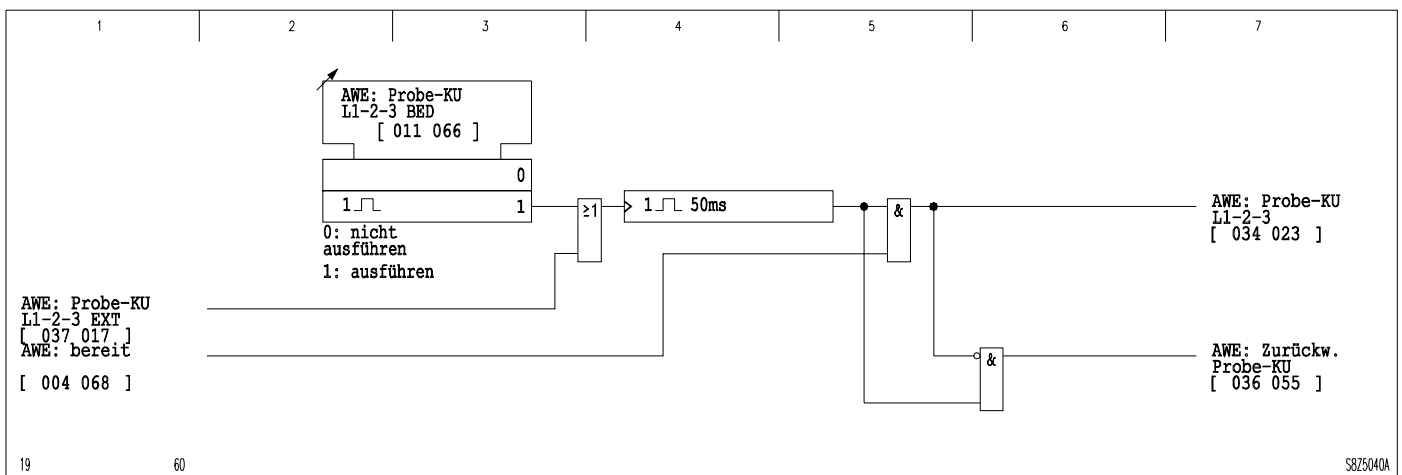 1 2 3 4 5 6 7
AWE: Probe-KU
L1-2-3 BED
[ 011 066 ]
0
1 1
0: nicht
ausführen
1: ausführen
≥1
1 50ms
&
&
AWE: Probe-KU
L1-2-3 EXT
[ 037 017 ]
AWE: bereit
[ 004 068 ]
AWE: Probe-KU
L1-2-3
[ 034 023 ]
AWE: Zurückw.
Probe-KU
[ 036 055 ]
19 60 S8Z5040A